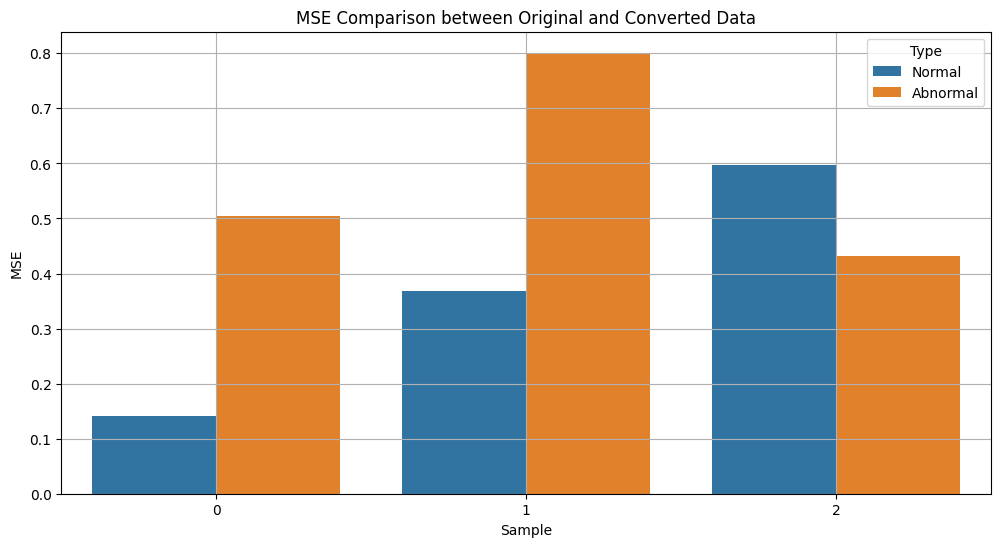 MSE Comparison between Original and Converted Data
Type
Normal
Abnormal
MSE
0.8
0.7
0.6
0.5
0.4
0.3
0.2
0.1
0.0
0 1 2
Sample